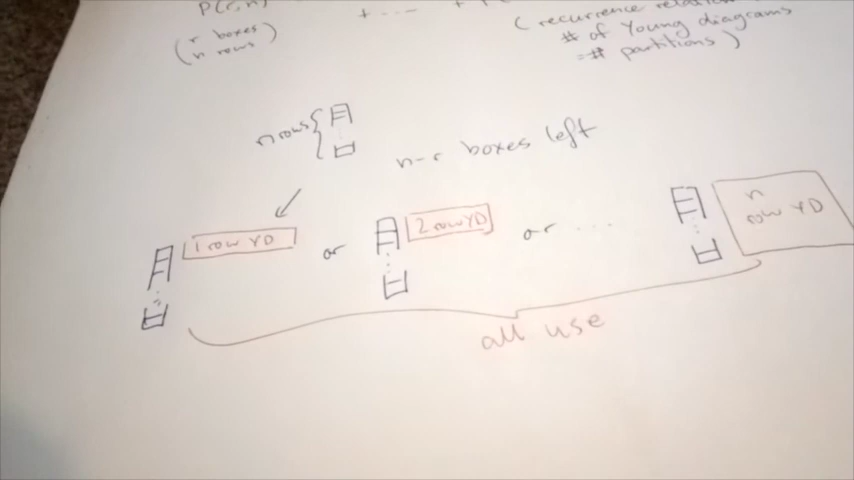 P(r,n)
+ .... +
( r boxes
n rows )
( recurrence relation
# of Young diagrams
=# partitions )
n rows {
n-r boxes left
1 row YD
or
2 row YD
or ....
n
row YD
all use